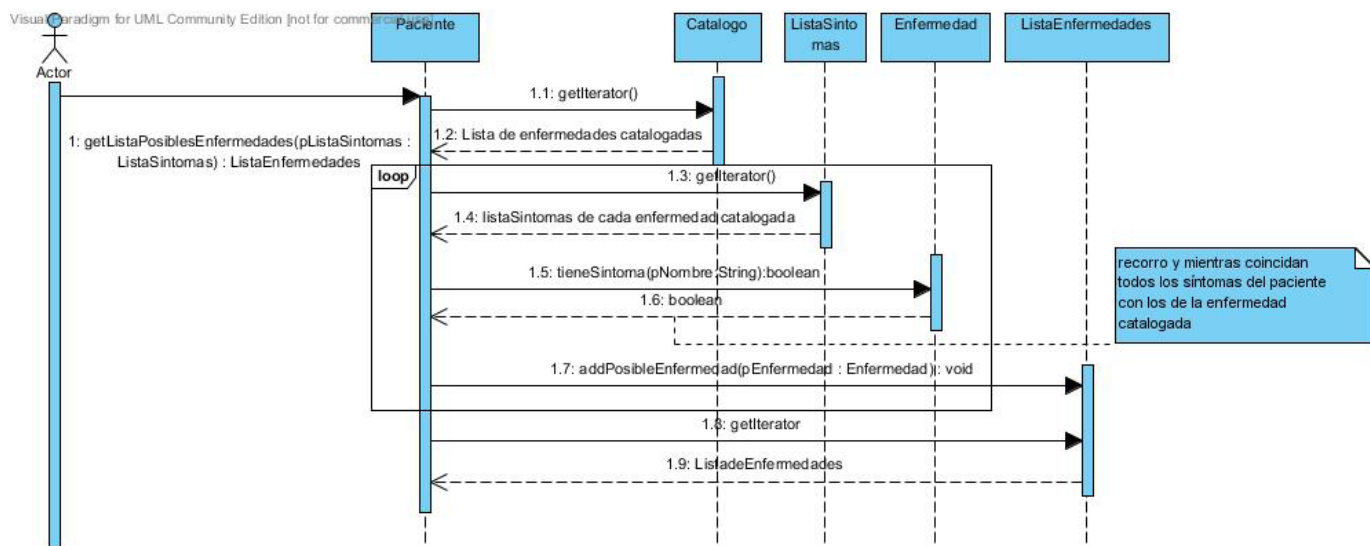 Visual Paradigm for UML Community Edition [not for commercial use]
Actor
Paciente
Catalogo
ListaSinto
mas
Enfermedad
ListaEnfermedades
1: getListaPosiblesEnfermedades(pListaSintomas :
ListaSintomas) : ListaEnfermedades
1.1: getIterator()
1.2: Lista de enfermedades catalogadas
loop
1.3: getIterator()
1.4: listaSintomas de cada enfermedad catalogada
1.5: tieneSintoma(pNombre:String):boolean
1.6: boolean
recorro y mientras coincidan
todos los síntomas del paciente
con los de la enfermedad
catalogada
1.7: addPosibleEnfermedad(pEnfermedad : Enfermedad) : void
1.8: getIterator
1.9: ListadeEnfermedades